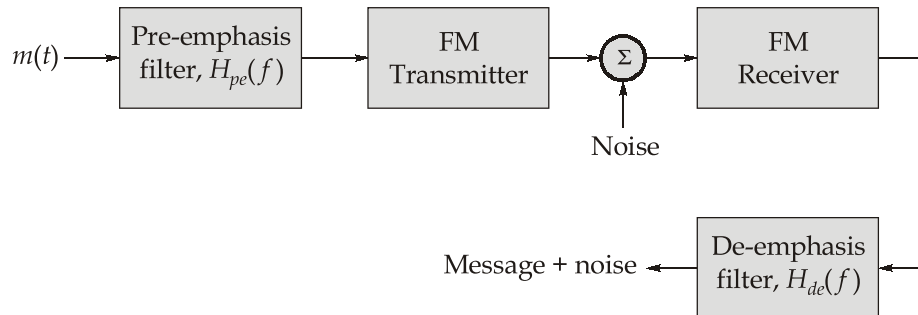 m(t)
Pre-emphasis
filter, H_pe(f)
FM
Transmitter
Σ
FM
Receiver
Noise
De-emphasis
filter, H_de(f)
Message + noise